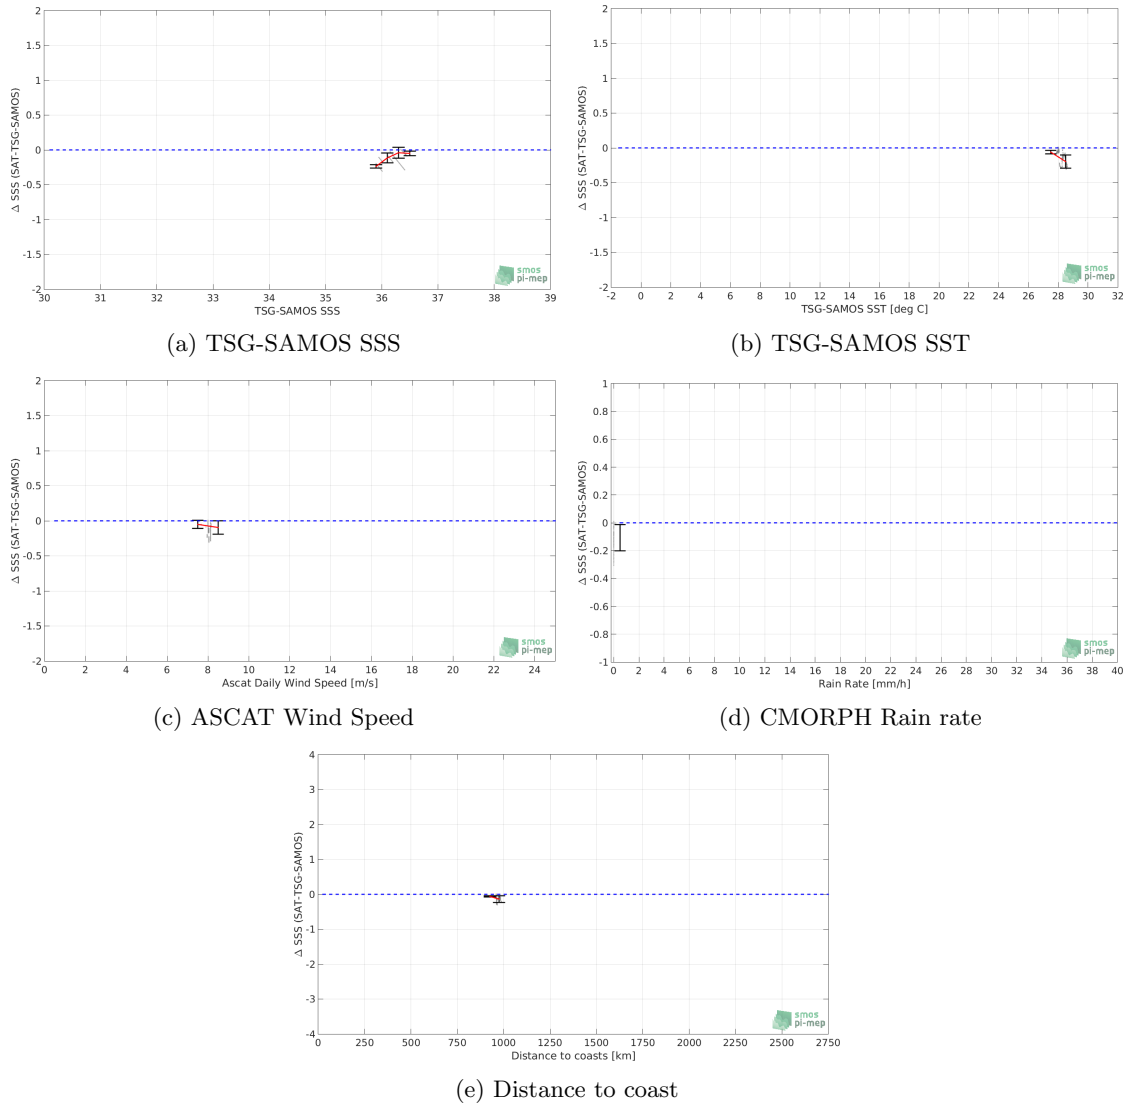 2
1.5
1
0.5
0
-0.5
-1
-1.5
-2
Δ SSS (SAT-TSG-SAMOS)
30 31 32 33 34 35 36 37 38 39
TSG-SAMOS SSS
smos
pi-mep
(a) TSG-SAMOS SSS
2
1.5
1
0.5
0
-0.5
-1
-1.5
-2
Δ SSS (SAT-TSG-SAMOS)
-2 0 2 4 6 8 10 12 14 16 18 20 22 24 26 28 30 32
TSG-SAMOS SST [deg C]
smos
pi-mep
(b) TSG-SAMOS SST
2
1.5
1
0.5
0
-0.5
-1
-1.5
-2
Δ SSS (SAT-TSG-SAMOS)
0 2 4 6 8 10 12 14 16 18 20 22 24
Ascat Daily Wind Speed [m/s]
smos
pi-mep
(c) ASCAT Wind Speed
1
0.8
0.6
0.4
0.2
0
-0.2
-0.4
-0.6
-0.8
-1
Δ SSS (SAT-TSG-SAMOS)
0 2 4 6 8 10 12 14 16 18 20 22 24 26 28 30 32 34 36 38 40
Rain Rate [mm/h]
smos
pi-mep
(d) CMORPH Rain rate
4
3
2
1
0
-1
-2
-3
-4
Δ SSS (SAT-TSG-SAMOS)
0 250 500 750 1000 1250 1500 1750 2000 2250 2500 2750
Distance to coasts [km]
smos
pi-mep
(e) Distance to coast